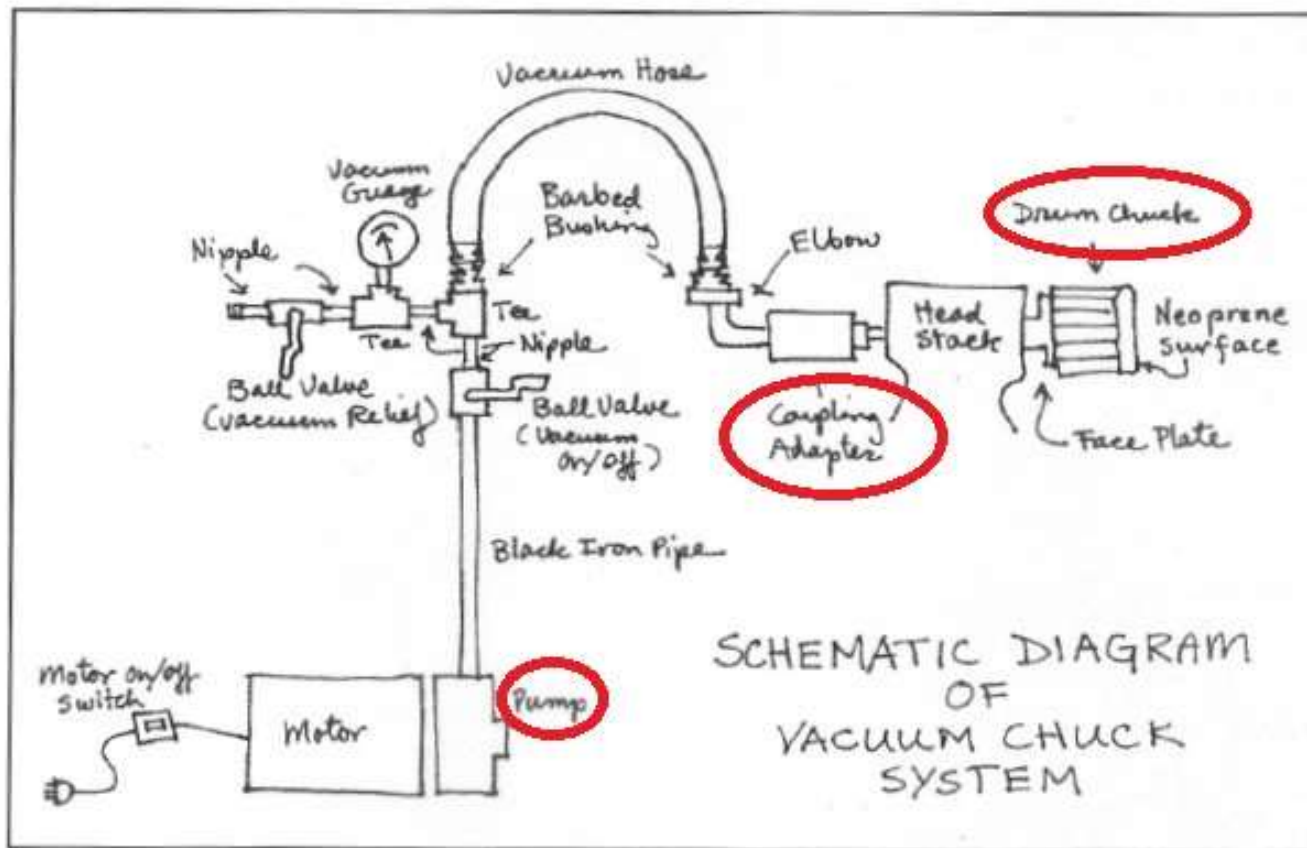 Vacuum Hose
Vacuum
Guage
Barbed
Bushing
Drum Chuck
Nipple
Elbow
Tee
Head
Stack
Neoprene
Surface
Tee
Nipple
Ball Valve
(Vacuum Relief)
Ball Valve
(Vacuum
on/off)
Coupling
Adapter
Face Plate
Black Iron Pipe
Motor on/off
Switch
Motor
Pump
SCHEMATIC DIAGRAM
OF
VACUUM CHUCK
SYSTEM